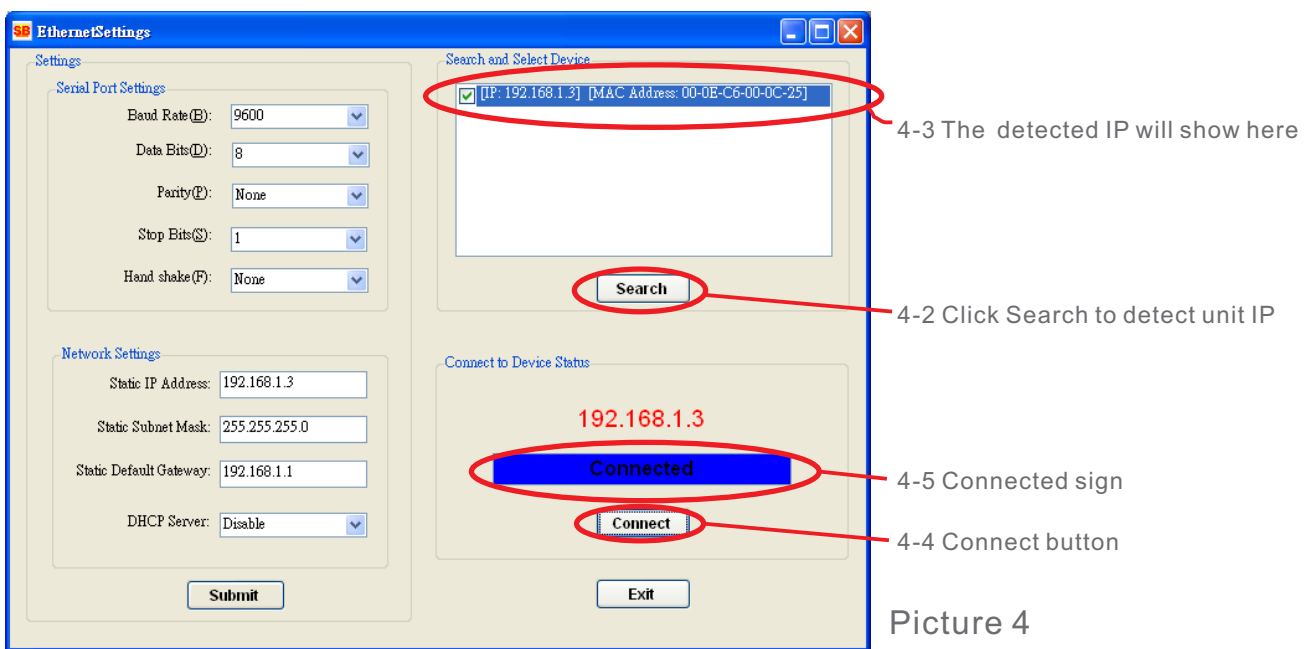 SB EthernetSettings
Settings
Serial Port Settings
Baud Rate(B): 9600
Data Bits(D): 8
Parity(P): None
Stop Bits(S): 1
Hand shake(F): None
Network Settings
Static IP Address: 192.168.1.3
Static Subnet Mask: 255.255.255.0
Static Default Gateway: 192.168.1.1
DHCP Server: Disable
Submit
Search and Select Device
[IP: 192.168.1.3] [MAC Address: 00-0E-C6-00-0C-25]
4-3 The detected IP will show here
Search
4-2 Click Search to detect unit IP
Connect to Device Status
192.168.1.3
Connected
4-5 Connected sign
Connect
4-4 Connect button
Exit
Picture 4